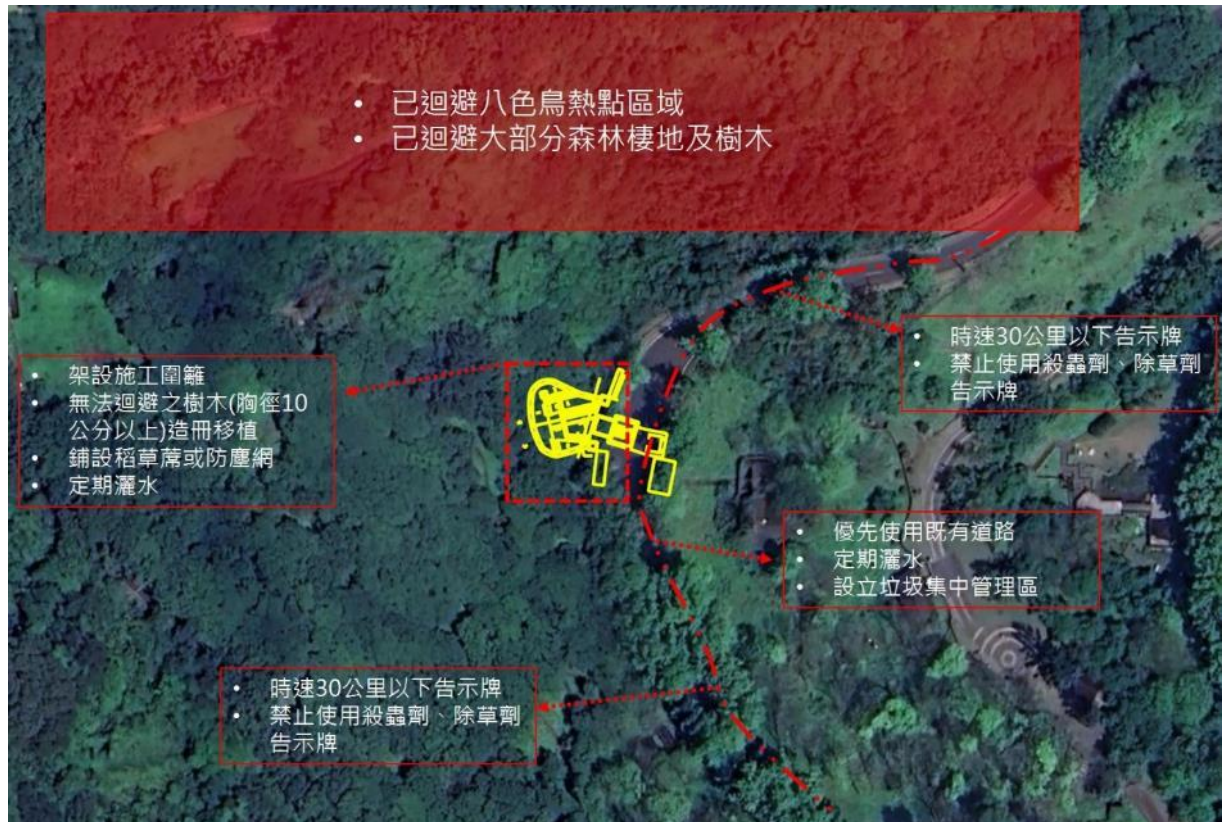 • 已迴避八色鳥熱點區域
• 已迴避大部分森林棲地及樹木
• 時速30公里以下告示牌
• 禁止使用殺蟲劑、除草劑
告示牌
• 架設施工圍籬
• 無法迴避之樹木(胸徑10
公分以上)造冊移植
• 鋪設稻草蓆或防塵網
• 定期灑水
• 優先使用既有道路
• 定期灑水
• 設立垃圾集中管理區
• 時速30公里以下告示牌
• 禁止使用殺蟲劑、除草劑
告示牌